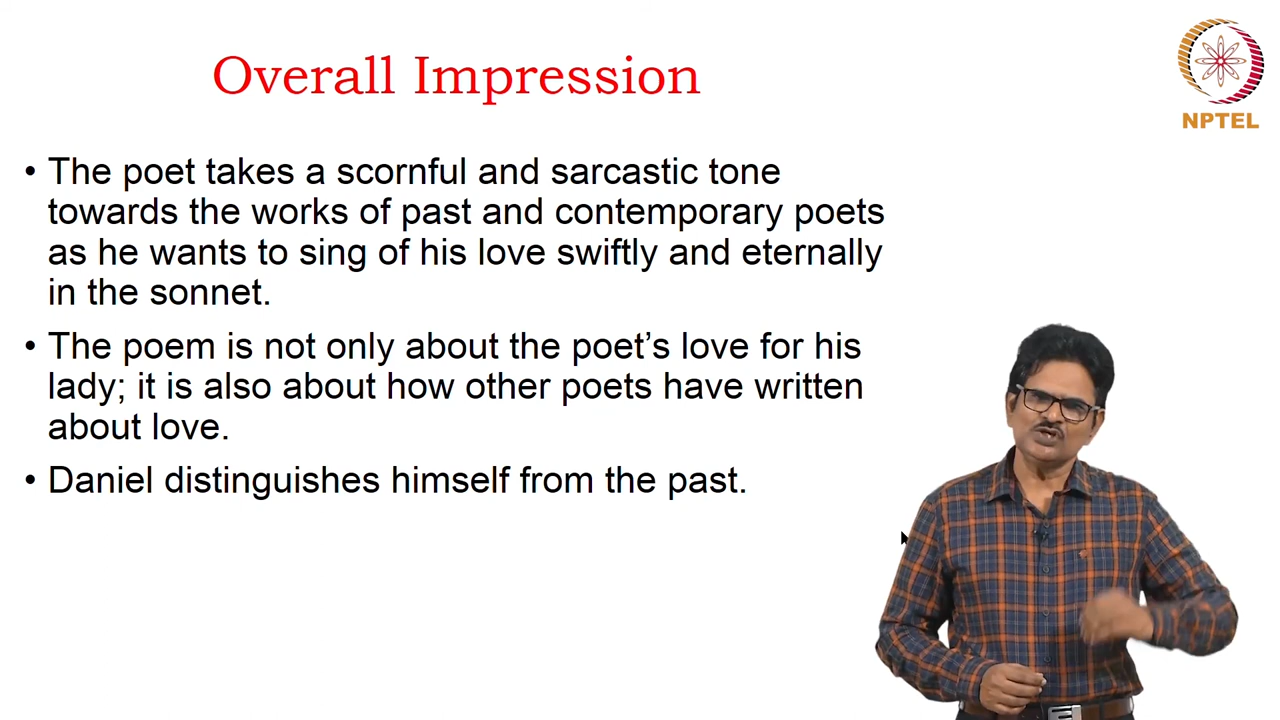 Overall Impression
NPTEL
• The poet takes a scornful and sarcastic tone
towards the works of past and contemporary poets
as he wants to sing of his love swiftly and eternally
in the sonnet.
• The poem is not only about the poet’s love for his
lady; it is also about how other poets have written
about love.
• Daniel distinguishes himself from the past.